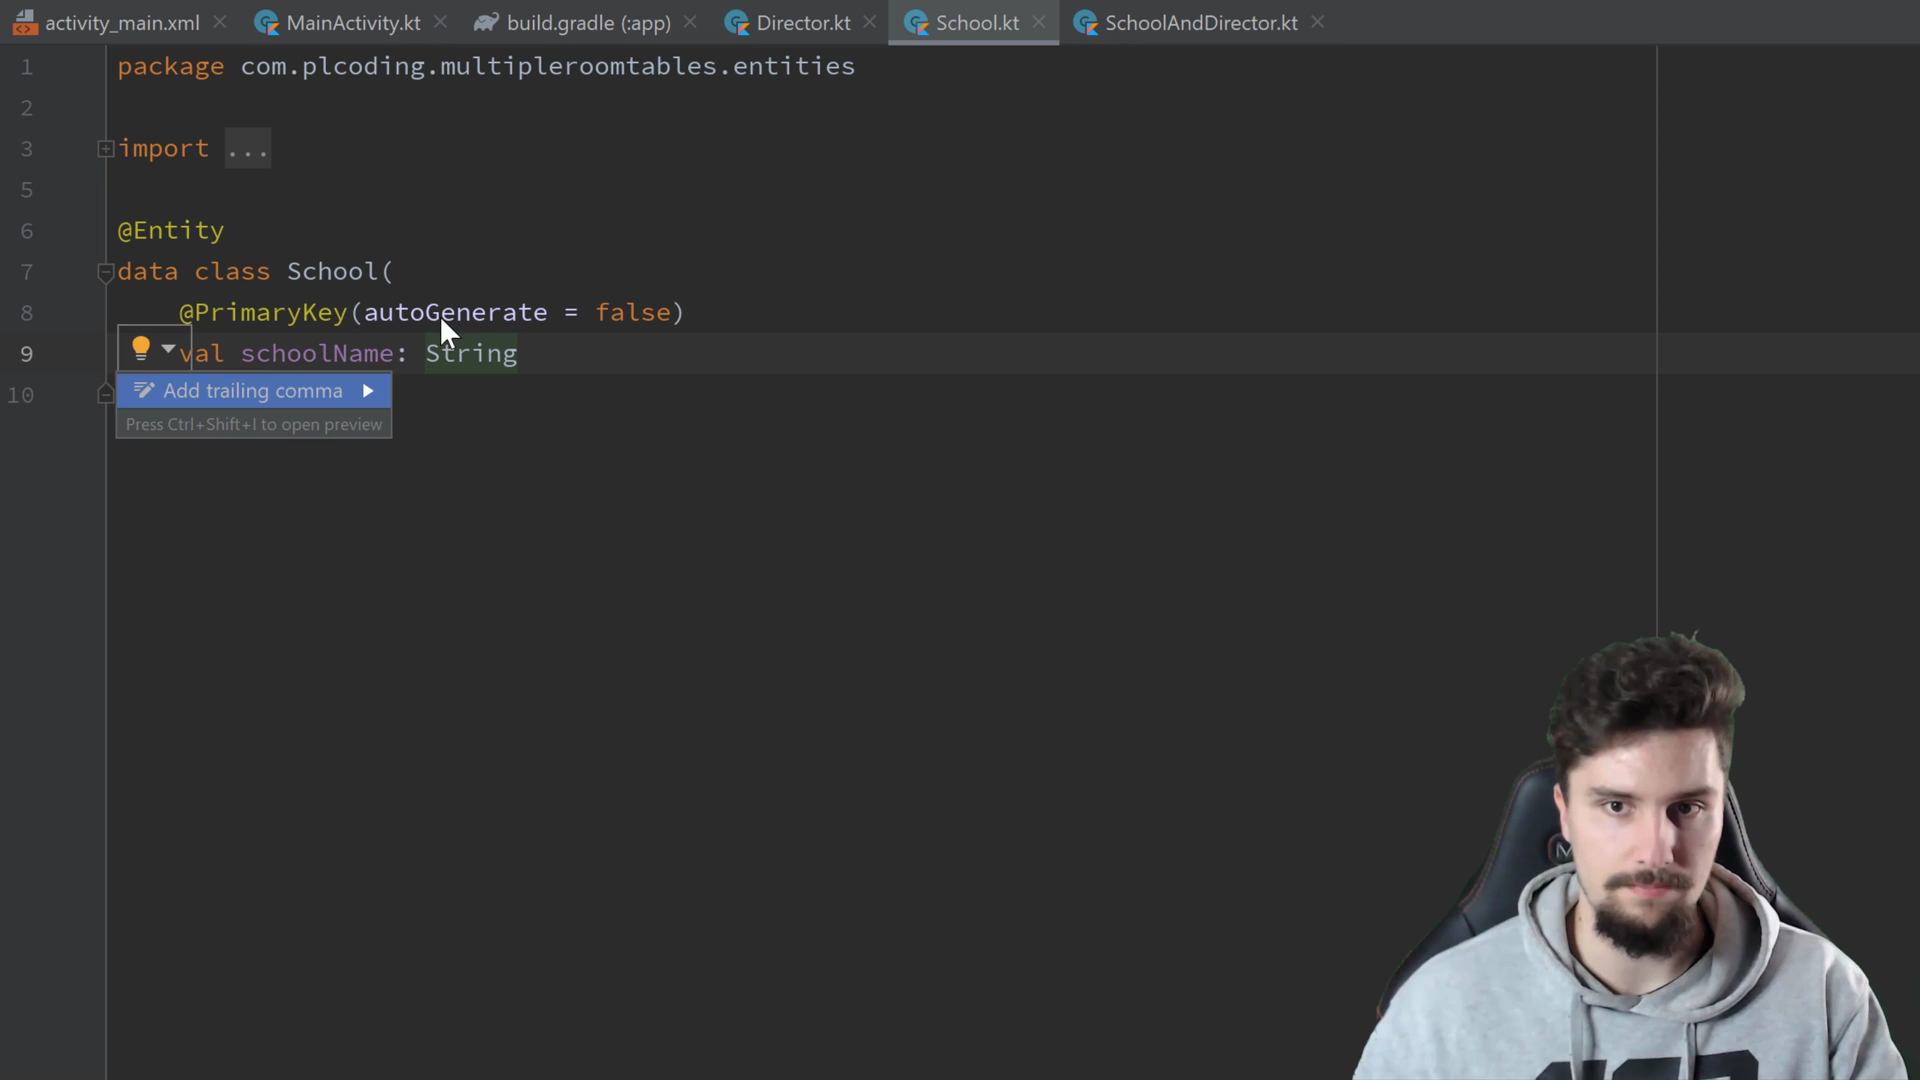 activity_main.xml MainActivity.kt build.gradle (:app) Director.kt School.kt SchoolAndDirector.kt
1 package com.plcoding.multipleroomtables.entities
2
3 import ...
5
6 @Entity
7 data class School(
8 @PrimaryKey(autoGenerate = false)
9 val schoolName: String
10
Add trailing comma
Press Ctrl+Shift+I to open preview